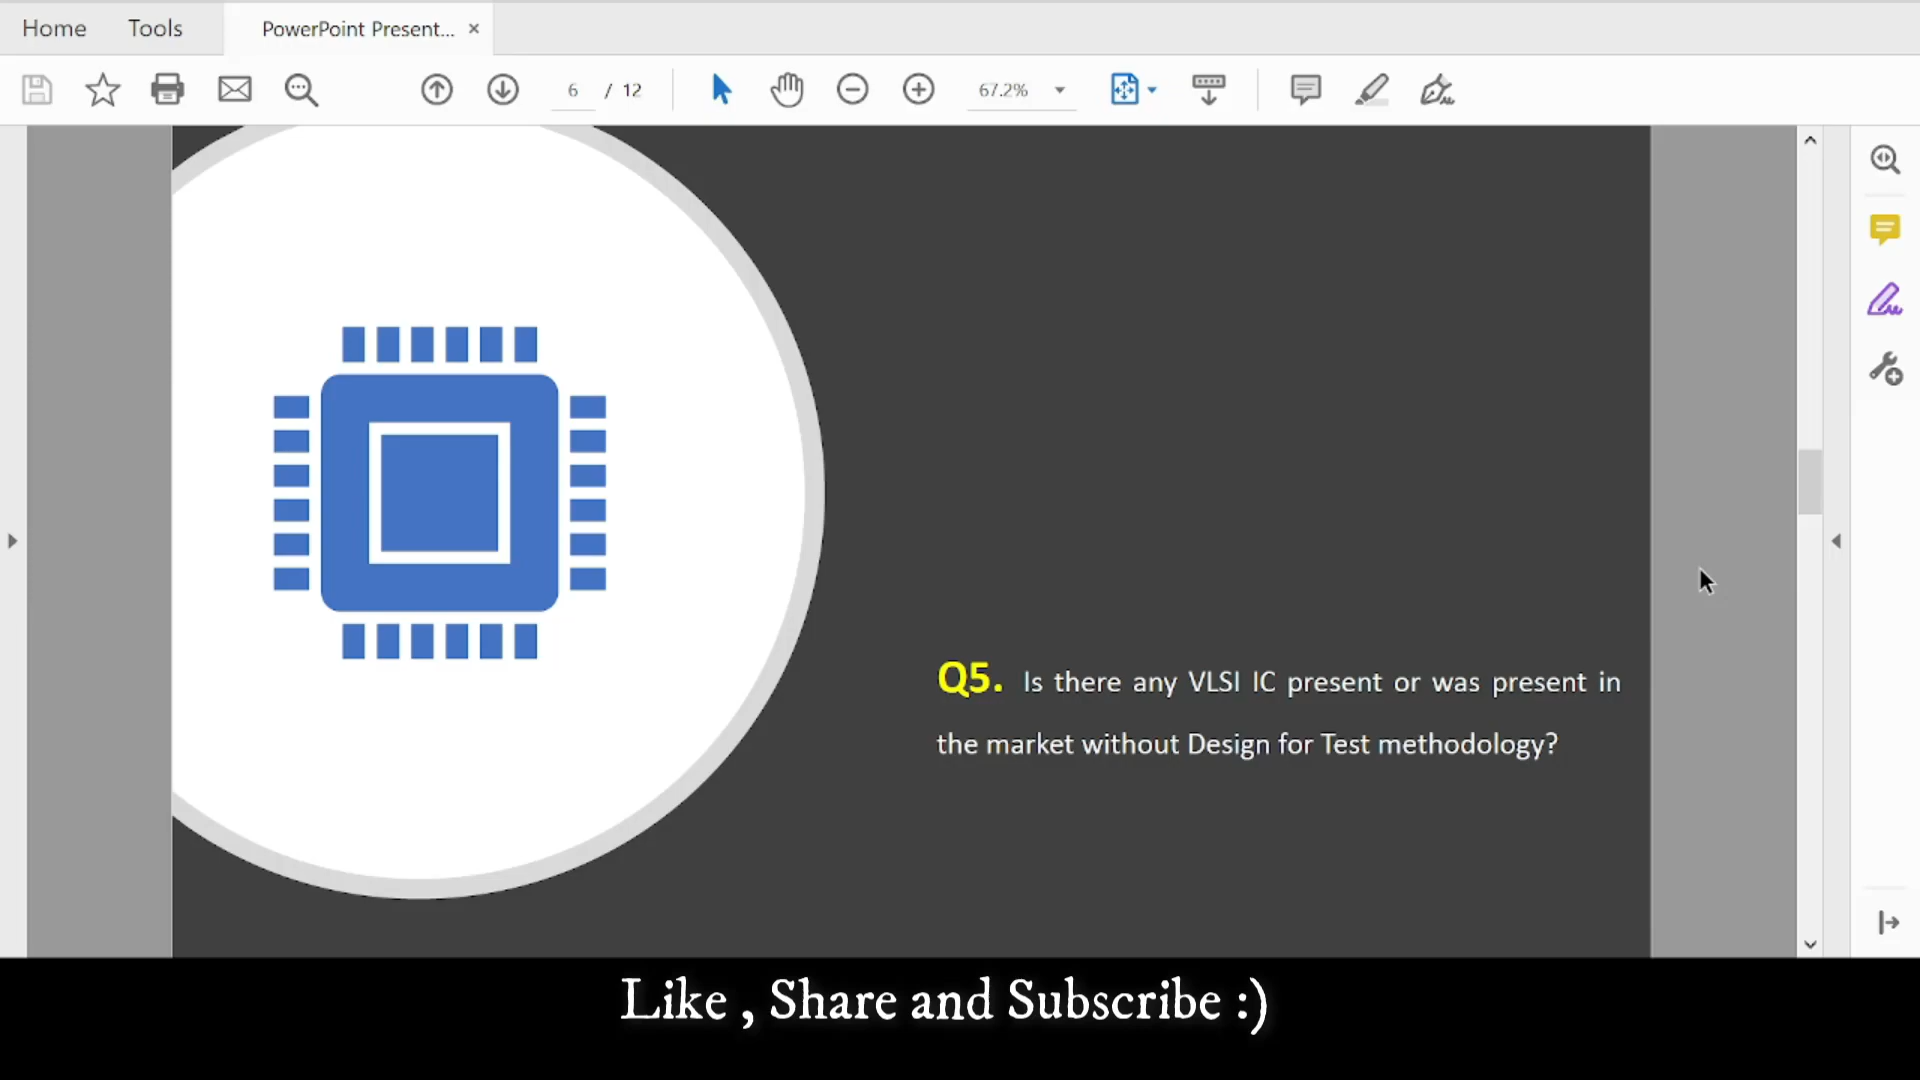 Home Tools PowerPoint Present... ×
6 / 12 67.2%
Q5. Is there any VLSI IC present or was present in
the market without Design for Test methodology?
Like , Share and Subscribe :)